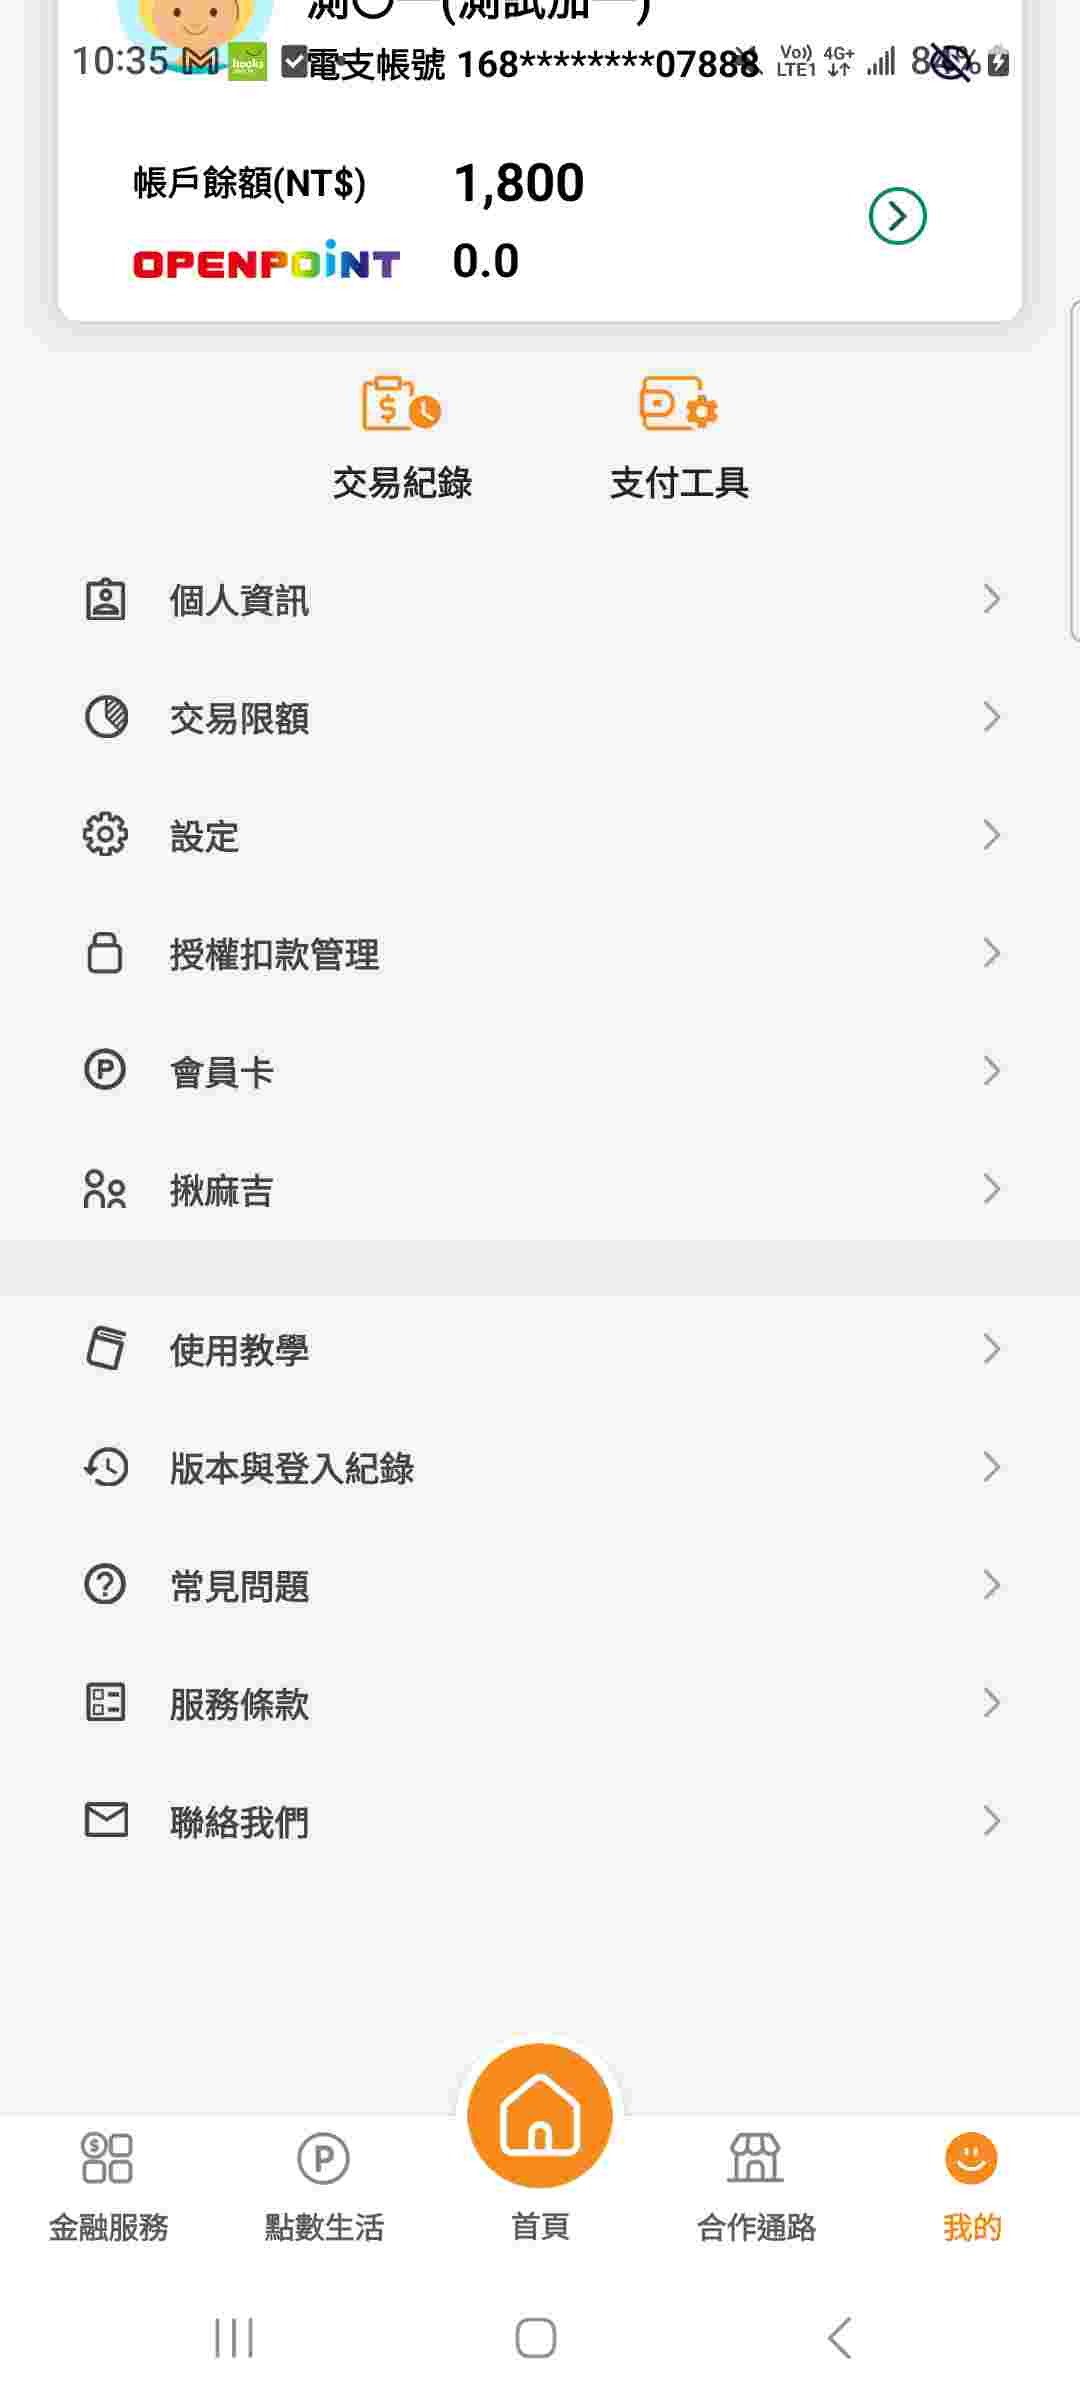 測〇一(測試加一)
10:35
books
電支帳號 168********07888
Vo)) LTE1
4G+
帳戶餘額(NT$) 1,800
OPENPOINT 0.0
交易紀錄 支付工具
個人資訊
交易限額
設定
授權扣款管理
會員卡
揪麻吉
使用教學
版本與登入紀錄
常見問題
服務條款
聯絡我們
金融服務 點數生活 首頁 合作通路 我的